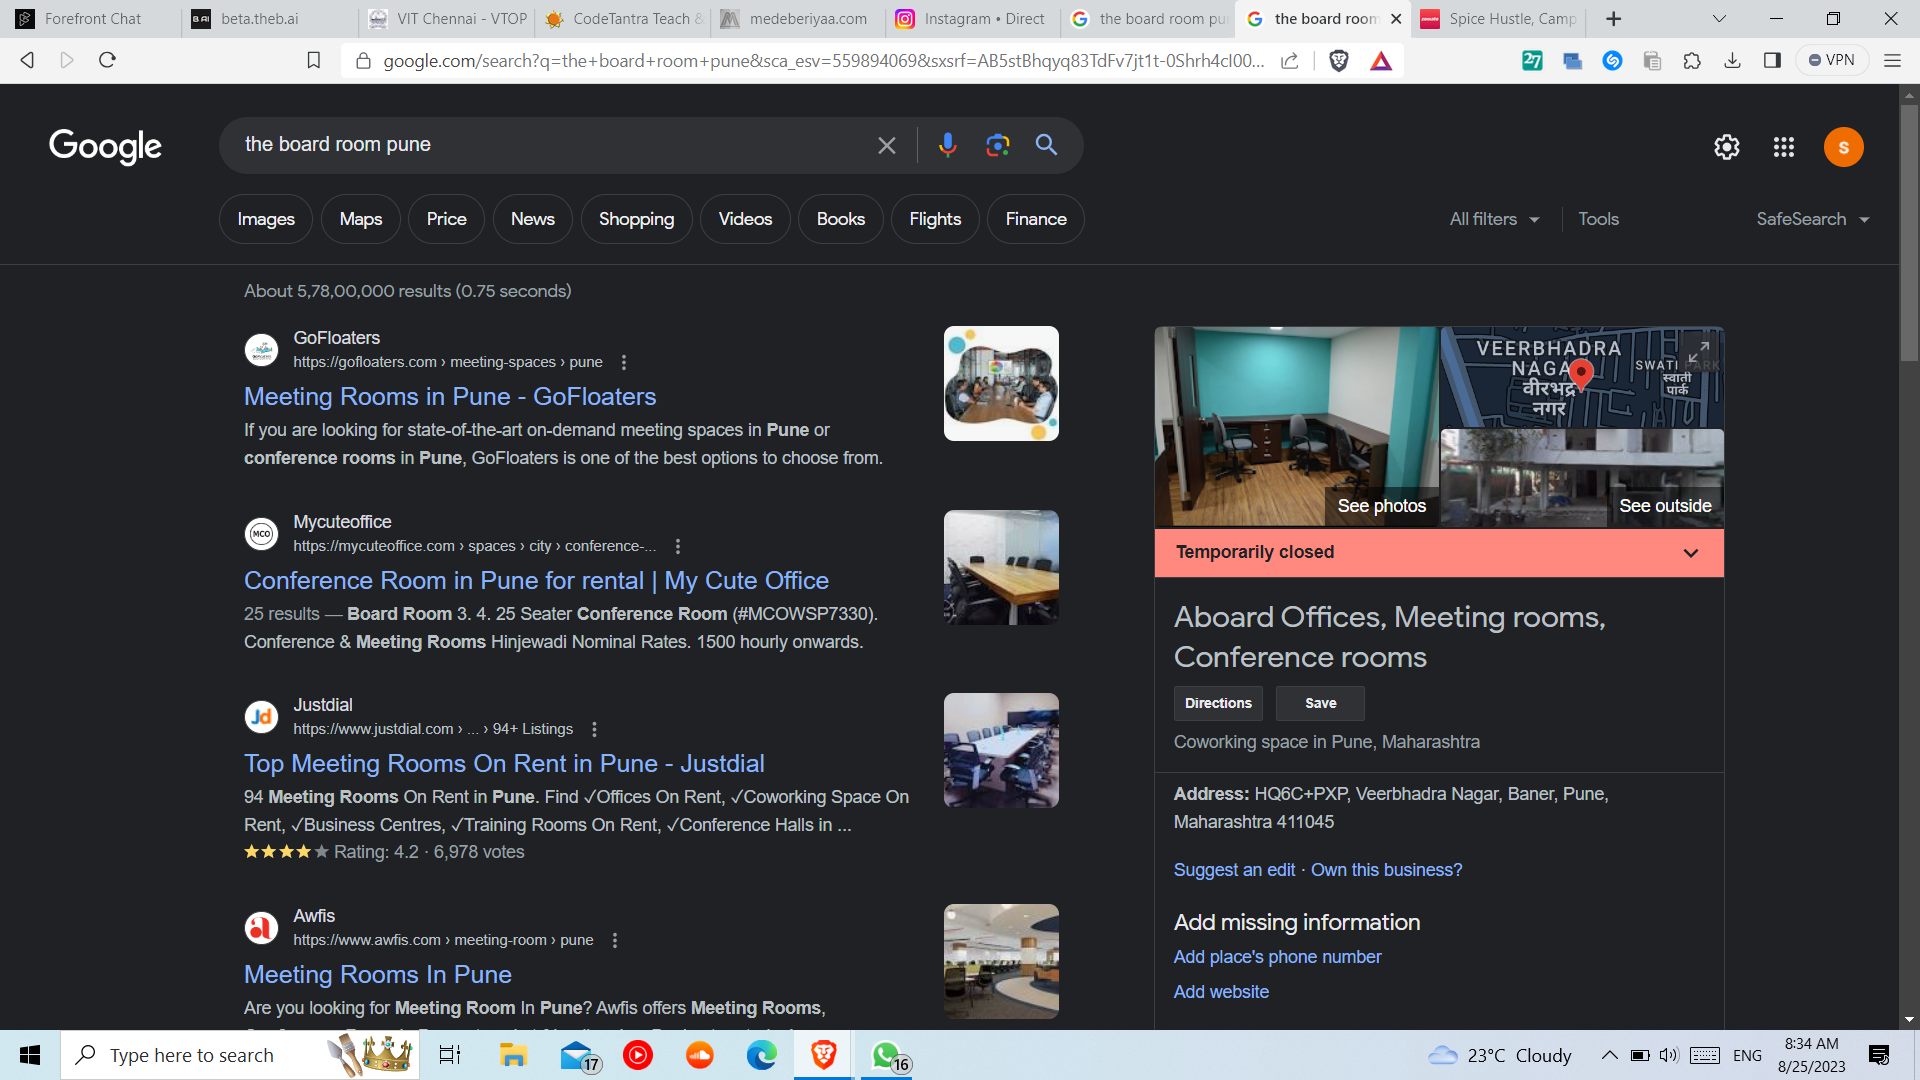 Forefront Chat
B AI
beta.theb.ai
VIT Chennai - VTOP
CodeTantra Teach &
medeberiyaa.com
Instagram • Direct
the board room pu
the board room
Spice Hustle, Camp
google.com/search?q=the+board+room+pune&sca_esv=559894069&sxsrf=AB5stBhqyq83TdFv7jt1t-0Shrh4cI00...
27
VPN
Google
the board room pune
S
Images
Maps
Price
News
Shopping
Videos
Books
Flights
Finance
All filters
Tools
SafeSearch
About 5,78,00,000 results (0.75 seconds)
GoFloaters
https://gofloaters.com › meeting-spaces › pune
Meeting Rooms in Pune - GoFloaters
If you are looking for state-of-the-art on-demand meeting spaces in Pune or
conference rooms in Pune, GoFloaters is one of the best options to choose from.
MCO
Mycuteoffice
https://mycuteoffice.com › spaces › city › conference-...
Conference Room in Pune for rental | My Cute Office
25 results — Board Room 3. 4. 25 Seater Conference Room (#MCOWSP7330).
Conference & Meeting Rooms Hinjewadi Nominal Rates. 1500 hourly onwards.
Jd
Justdial
https://www.justdial.com › ... › 94+ Listings
Top Meeting Rooms On Rent in Pune - Justdial
94 Meeting Rooms On Rent in Pune. Find ✓Offices On Rent, ✓Coworking Space On
Rent, ✓Business Centres, ✓Training Rooms On Rent, ✓Conference Halls in ...
Rating: 4.2 · 6,978 votes
Awfis
https://www.awfis.com › meeting-room › pune
Meeting Rooms In Pune
Are you looking for Meeting Room In Pune? Awfis offers Meeting Rooms,
VEERBHADRA
NAGA
वीरभद्र
नगर
SWATI PARK
स्वाती
पार्क
See photos
See outside
Temporarily closed
Aboard Offices, Meeting rooms,
Conference rooms
Directions
Save
Coworking space in Pune, Maharashtra
Address: HQ6C+PXP, Veerbhadra Nagar, Baner, Pune,
Maharashtra 411045
Suggest an edit · Own this business?
Add missing information
Add place's phone number
Add website
Type here to search
17
16
23°C Cloudy
ENG
8:34 AM
8/25/2023